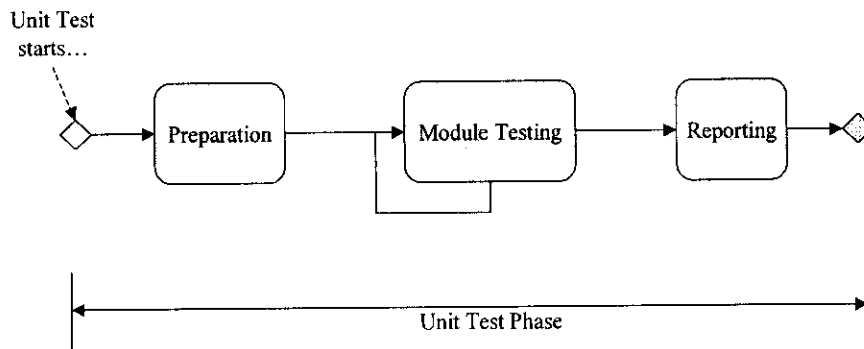 Unit Test
starts…
Preparation
Module Testing
Reporting
Unit Test Phase